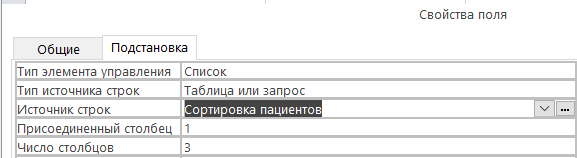 Свойства поля
Общие Подстановка
Тип элемента управления Список
Тип источника строк Таблица или запрос
Источник строк Сортировка пациентов
Присоединенный столбец 1
Число столбцов 3